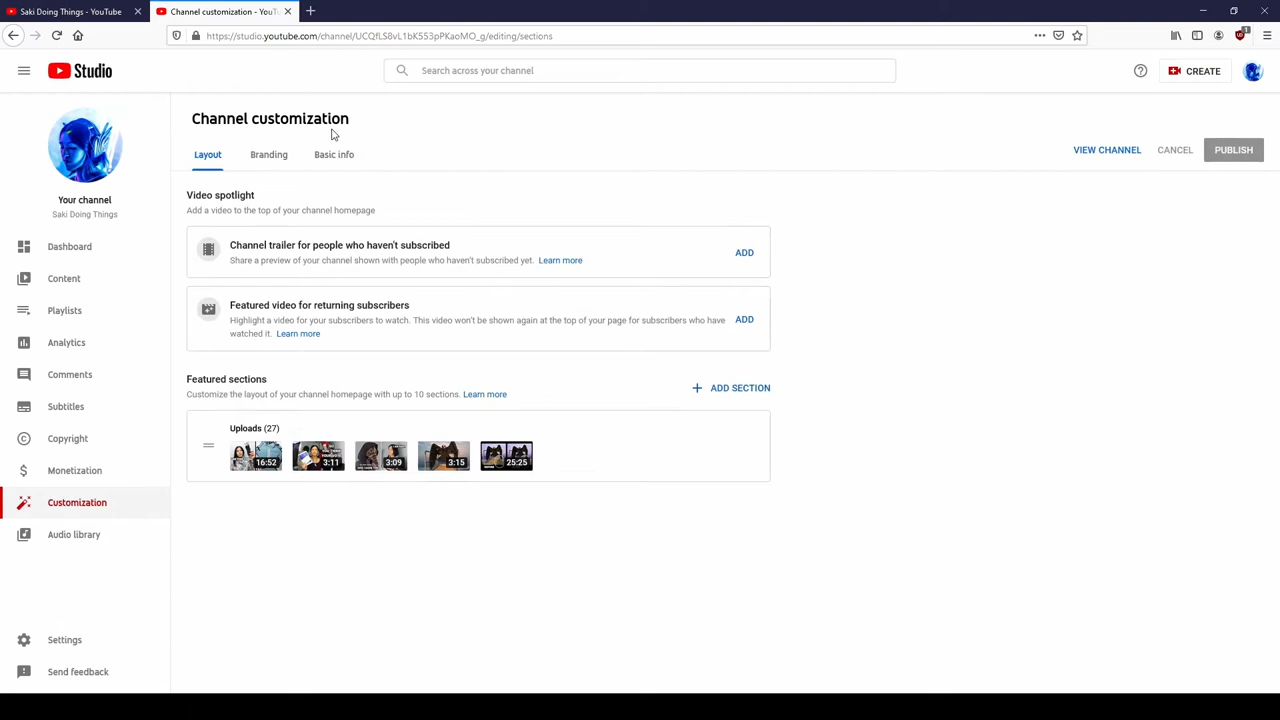 Saki Doing Things - YouTube
Channel customization - YouT
https://studio.youtube.com/channel/UCQfLS8vL1bK553pPKaoMO_g/editing/sections
Studio
Search across your channel
CREATE
Your channel
Saki Doing Things
Dashboard
Content
Playlists
Analytics
Comments
Subtitles
Copyright
Monetization
Customization
Audio library
Settings
Send feedback
Channel customization
Layout
Branding
Basic info
VIEW CHANNEL
CANCEL
PUBLISH
Video spotlight
Add a video to the top of your channel homepage
Channel trailer for people who haven't subscribed
Share a preview of your channel shown with people who haven't subscribed yet. Learn more
ADD
Featured video for returning subscribers
Highlight a video for your subscribers to watch. This video won't be shown again at the top of your page for subscribers who have
watched it. Learn more
ADD
Featured sections
Customize the layout of your channel homepage with up to 10 sections. Learn more
+ ADD SECTION
Uploads (27)
16:52
3:11
3:09
3:15
25:25